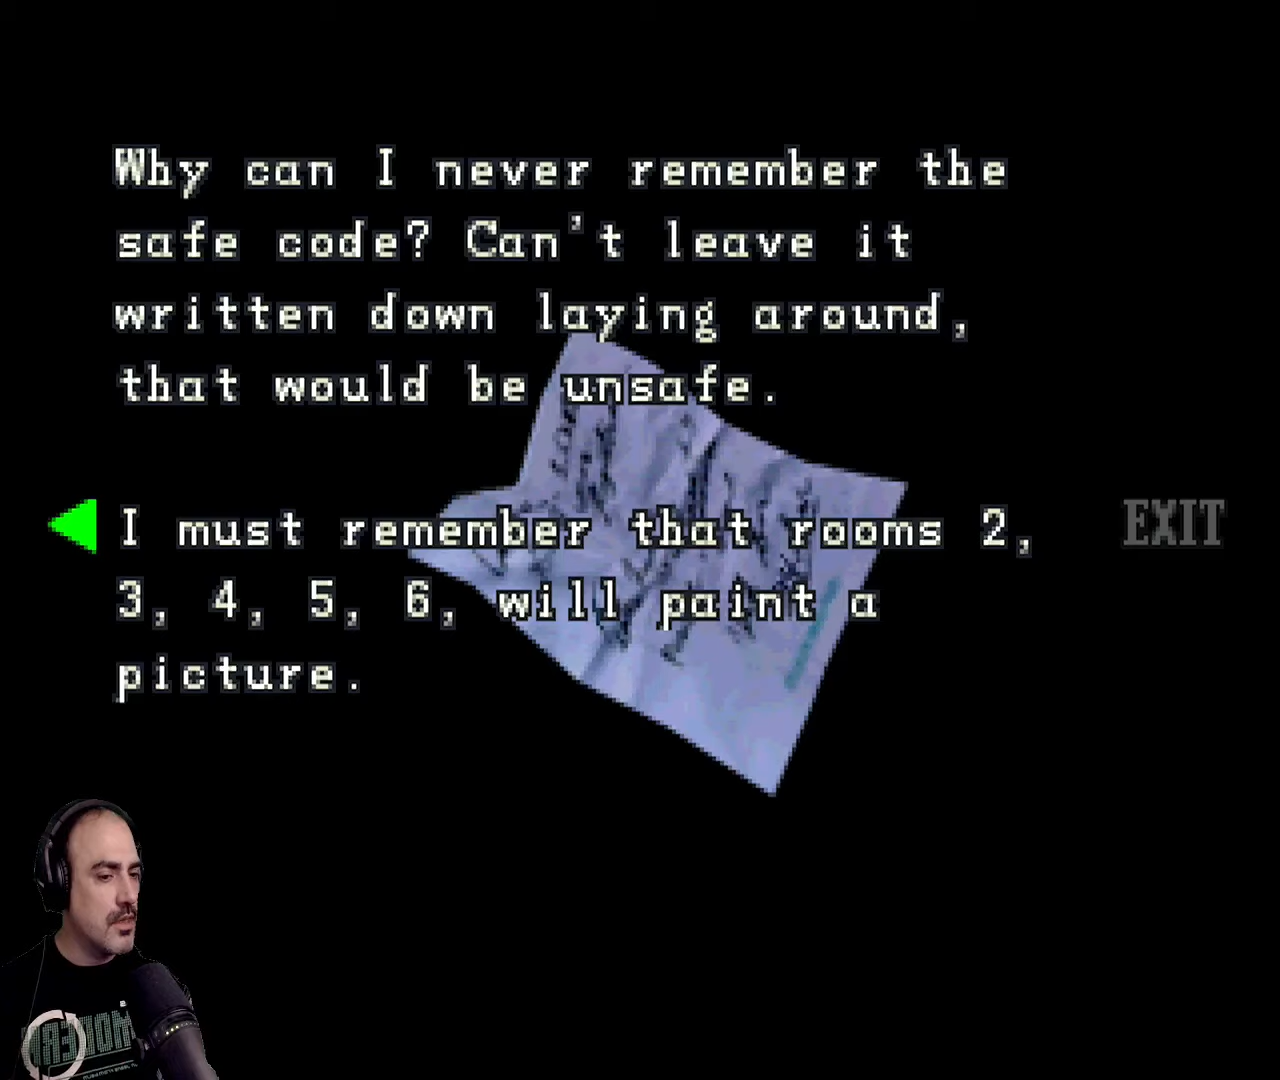 Why can I never remember the
safe code? Can't leave it
written down laying around,
that would be unsafe.
I must remember that rooms 2,
3, 4, 5, 6, will paint a
picture.
EXIT